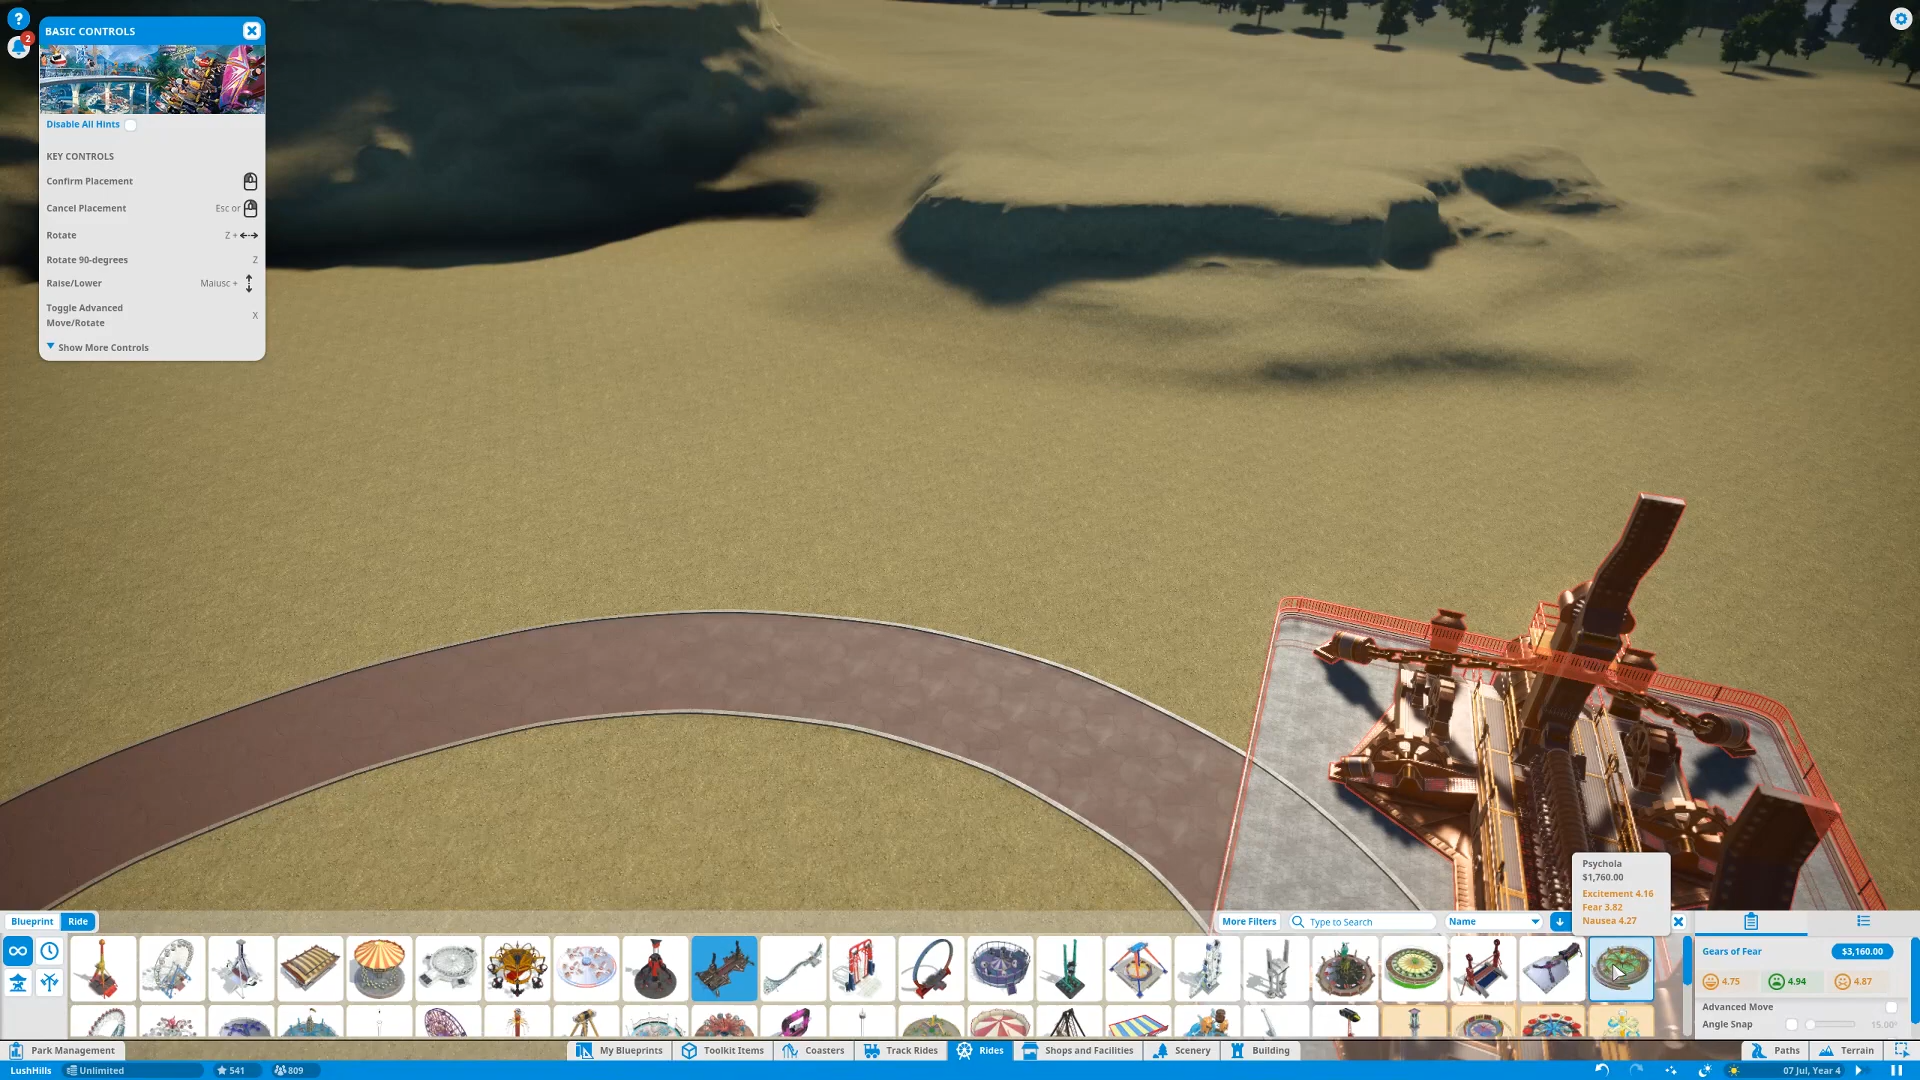 ?
2
BASIC CONTROLS
Disable All Hints
KEY CONTROLS
Confirm Placement
Cancel Placement Esc or
Rotate Z +
Rotate 90-degrees Z
Raise/Lower Maiusc +
Toggle Advanced
Move/Rotate X
Show More Controls
Psychola
$1,760.00
Excitement 4.16
Fear 3.82
Nausea 4.27
Blueprint Ride
More Filters Type to Search Name
Gears of Fear $3,160.00
4.75 4.94 4.87
Advanced Move
Angle Snap 15.00°
Park Management My Blueprints Toolkit Items Coasters Track Rides Rides Shops and Facilities Scenery Building Paths Terrain
LushHills Unlimited 541 809 07 Jul, Year 4